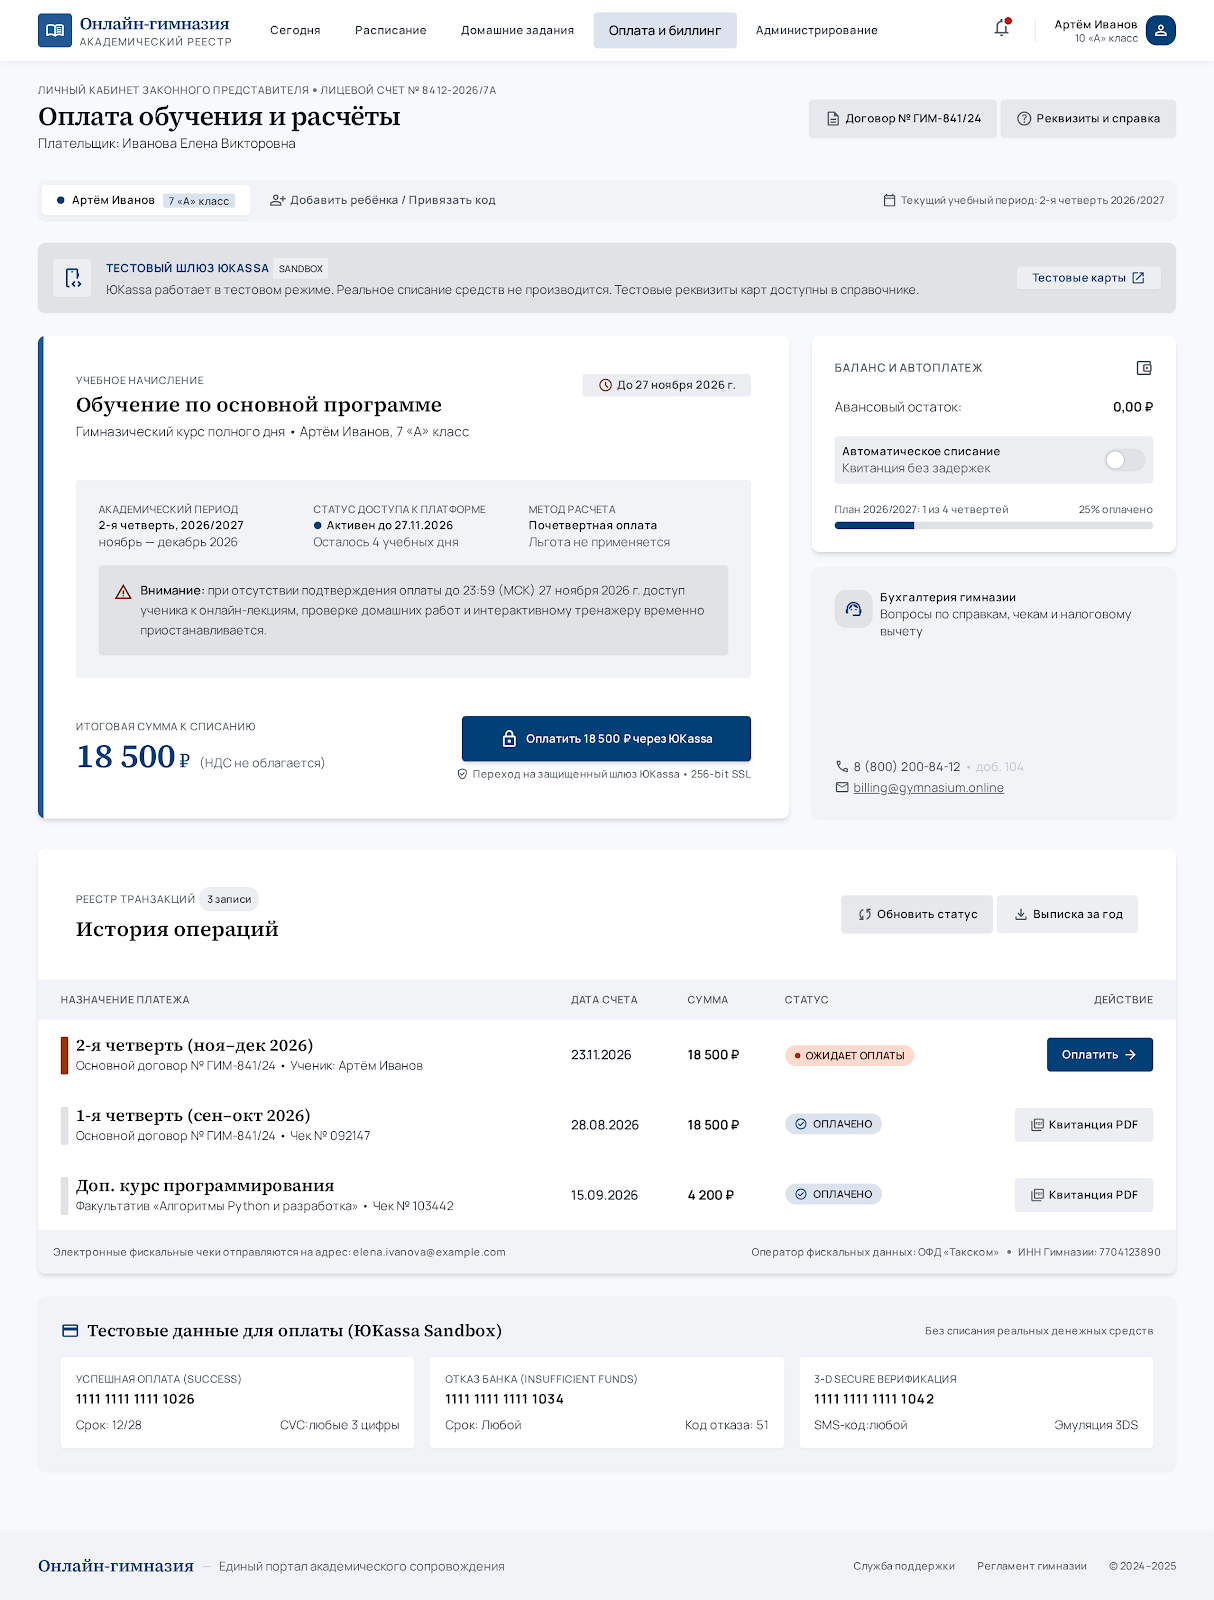 Онлайн-гимназия
АКАДЕМИЧЕСКИЙ РЕЕСТР
Сегодня
Расписание
Домашние задания
Оплата и биллинг
Администрирование
Артём Иванов
10 «А» класс
ЛИЧНЫЙ КАБИНЕТ ЗАКОННОГО ПРЕДСТАВИТЕЛЯ • ЛИЦЕВОЙ СЧЕТ № 8412-2026/7А
Оплата обучения и расчёты
Плательщик: Иванова Елена Викторовна
Договор № ГИМ-841/24
Реквизиты и справка
Артём Иванов 7 «А» класс
Добавить ребёнка / Привязать код
Текущий учебный период: 2-я четверть 2026/2027
ТЕСТОВЫЙ ШЛЮЗ ЮKASSA SANDBOX
ЮKassa работает в тестовом режиме. Реальное списание средств не производится. Тестовые реквизиты карт доступны в справочнике.
Тестовые карты
УЧЕБНОЕ НАЧИСЛЕНИЕ
Обучение по основной программе
Гимназический курс полного дня • Артём Иванов, 7 «А» класс
До 27 ноября 2026 г.
АКАДЕМИЧЕСКИЙ ПЕРИОД
2-я четверть, 2026/2027
ноябрь — декабрь 2026
СТАТУС ДОСТУПА К ПЛАТФОРМЕ
Активен до 27.11.2026
Осталось 4 учебных дня
МЕТОД РАСЧЕТА
Почетвертная оплата
Льгота не применяется
Внимание: при отсутствии подтверждения оплаты до 23:59 (МСК) 27 ноября 2026 г. доступ
ученика к онлайн-лекциям, проверке домашних работ и интерактивному тренажеру временно
приостанавливается.
ИТОГОВАЯ СУММА К СПИСАНИЮ
18 500 ₽ (НДС не облагается)
Оплатить 18 500 ₽ через ЮKassa
Переход на защищенный шлюз ЮKassa • 256-bit SSL
БАЛАНС И АВТОПЛАТЕЖ
Авансовый остаток: 0,00 ₽
Автоматическое списание
Квитанция без задержек
План 2026/2027: 1 из 4 четвертей 25% оплачено
Бухгалтерия гимназии
Вопросы по справкам, чекам и налоговому
вычету
8 (800) 200-84-12 • доб. 104
billing@gymnasium.online
РЕЕСТР ТРАНЗАКЦИЙ 3 записи
История операций
Обновить статус
Выписка за год
НАЗНАЧЕНИЕ ПЛАТЕЖА ДАТА СЧЕТА СУММА СТАТУС ДЕЙСТВИЕ
2-я четверть (ноя–дек 2026)
Основной договор № ГИМ-841/24 • Ученик: Артём Иванов
23.11.2026 18 500 ₽ ОЖИДАЕТ ОПЛАТЫ Оплатить
1-я четверть (сен–окт 2026)
Основной договор № ГИМ-841/24 • Чек № 092147
28.08.2026 18 500 ₽ ОПЛАЧЕНО Квитанция PDF
Доп. курс программирования
Факультатив «Алгоритмы Python и разработка» • Чек № 103442
15.09.2026 4 200 ₽ ОПЛАЧЕНО Квитанция PDF
Электронные фискальные чеки отправляются на адрес: elena.ivanova@example.com
Оператор фискальных данных: ОФД «Такском» • ИНН Гимназии: 7704123890
Тестовые данные для оплаты (ЮKassa Sandbox)
Без списания реальных денежных средств
УСПЕШНАЯ ОПЛАТА (SUCCESS)
1111 1111 1111 1026
Срок: 12/28 CVC:любые 3 цифры
ОТКАЗ БАНКА (INSUFFICIENT FUNDS)
1111 1111 1111 1034
Срок: Любой Код отказа: 51
3-D SECURE ВЕРИФИКАЦИЯ
1111 1111 1111 1042
SMS-код:любой Эмуляция 3DS
Онлайн-гимназия — Единый портал академического сопровождения
Служба поддержки
Регламент гимназии
© 2024–2025